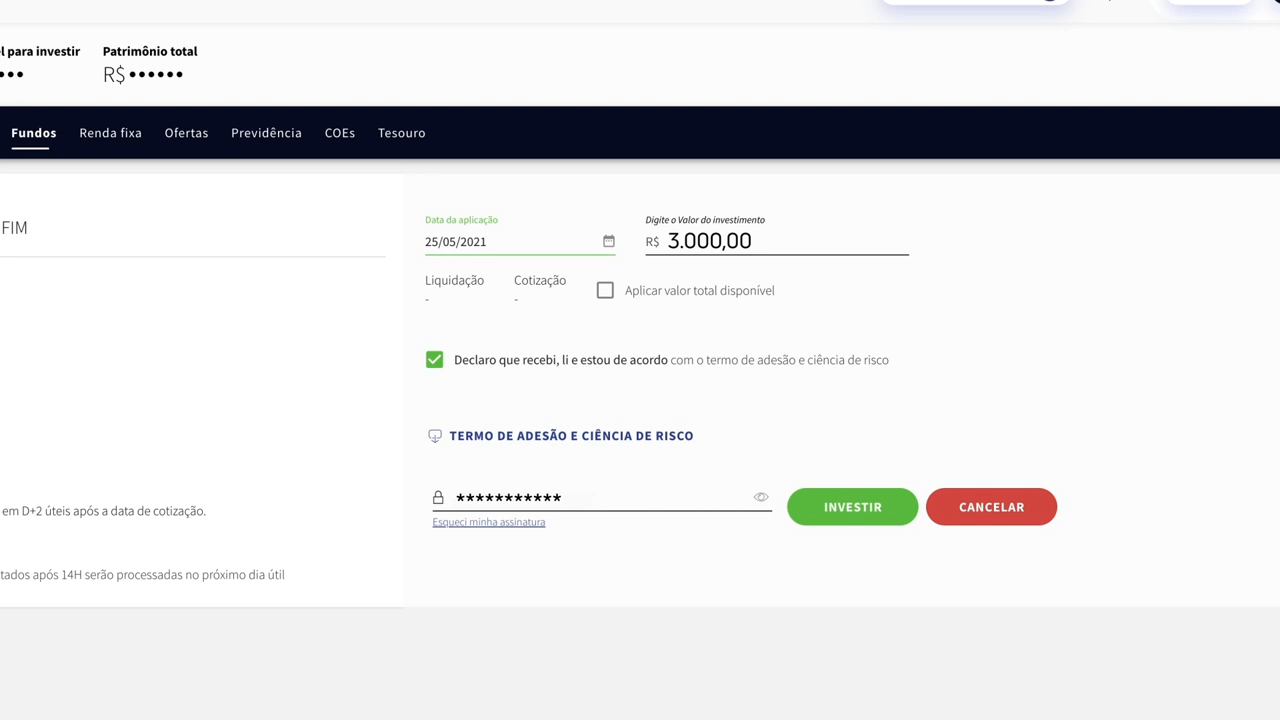 l para investir
Patrimônio total
•••
R$ ••••••
Fundos
Renda fixa
Ofertas
Previdência
COEs
Tesouro
FIM
Data da aplicação
Digite o Valor do investimento
25/05/2021
R$ 3.000,00
Liquidação
Cotização
-
-
Aplicar valor total disponível
Declaro que recebi, li e estou de acordo com o termo de adesão e ciência de risco
TERMO DE ADESÃO E CIÊNCIA DE RISCO
***********
INVESTIR
CANCELAR
Esqueci minha assinatura
em D+2 úteis após a data de cotização.
tados após 14H serão processadas no próximo dia útil